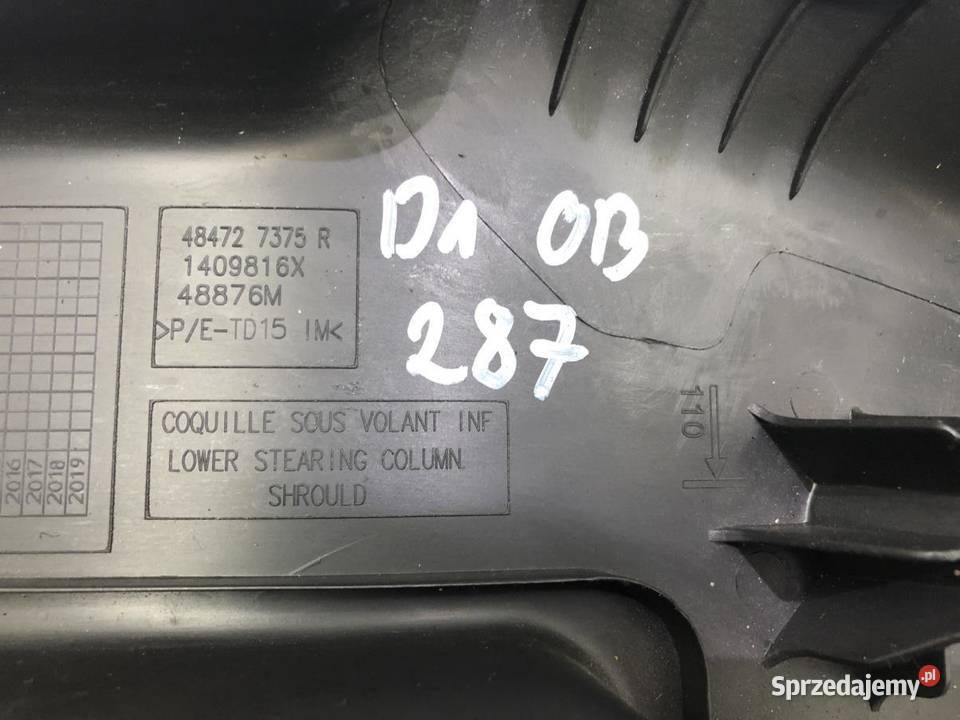 48472 7375 R
1409816X
48876M
>P/E-TD15 IM<
D1 OB
287
COQUILLE SOUS VOLANT INF
LOWER STEARING COLUMN
SHROULD
2016
2017
2018
2019
110
Sprzedajemy.pl